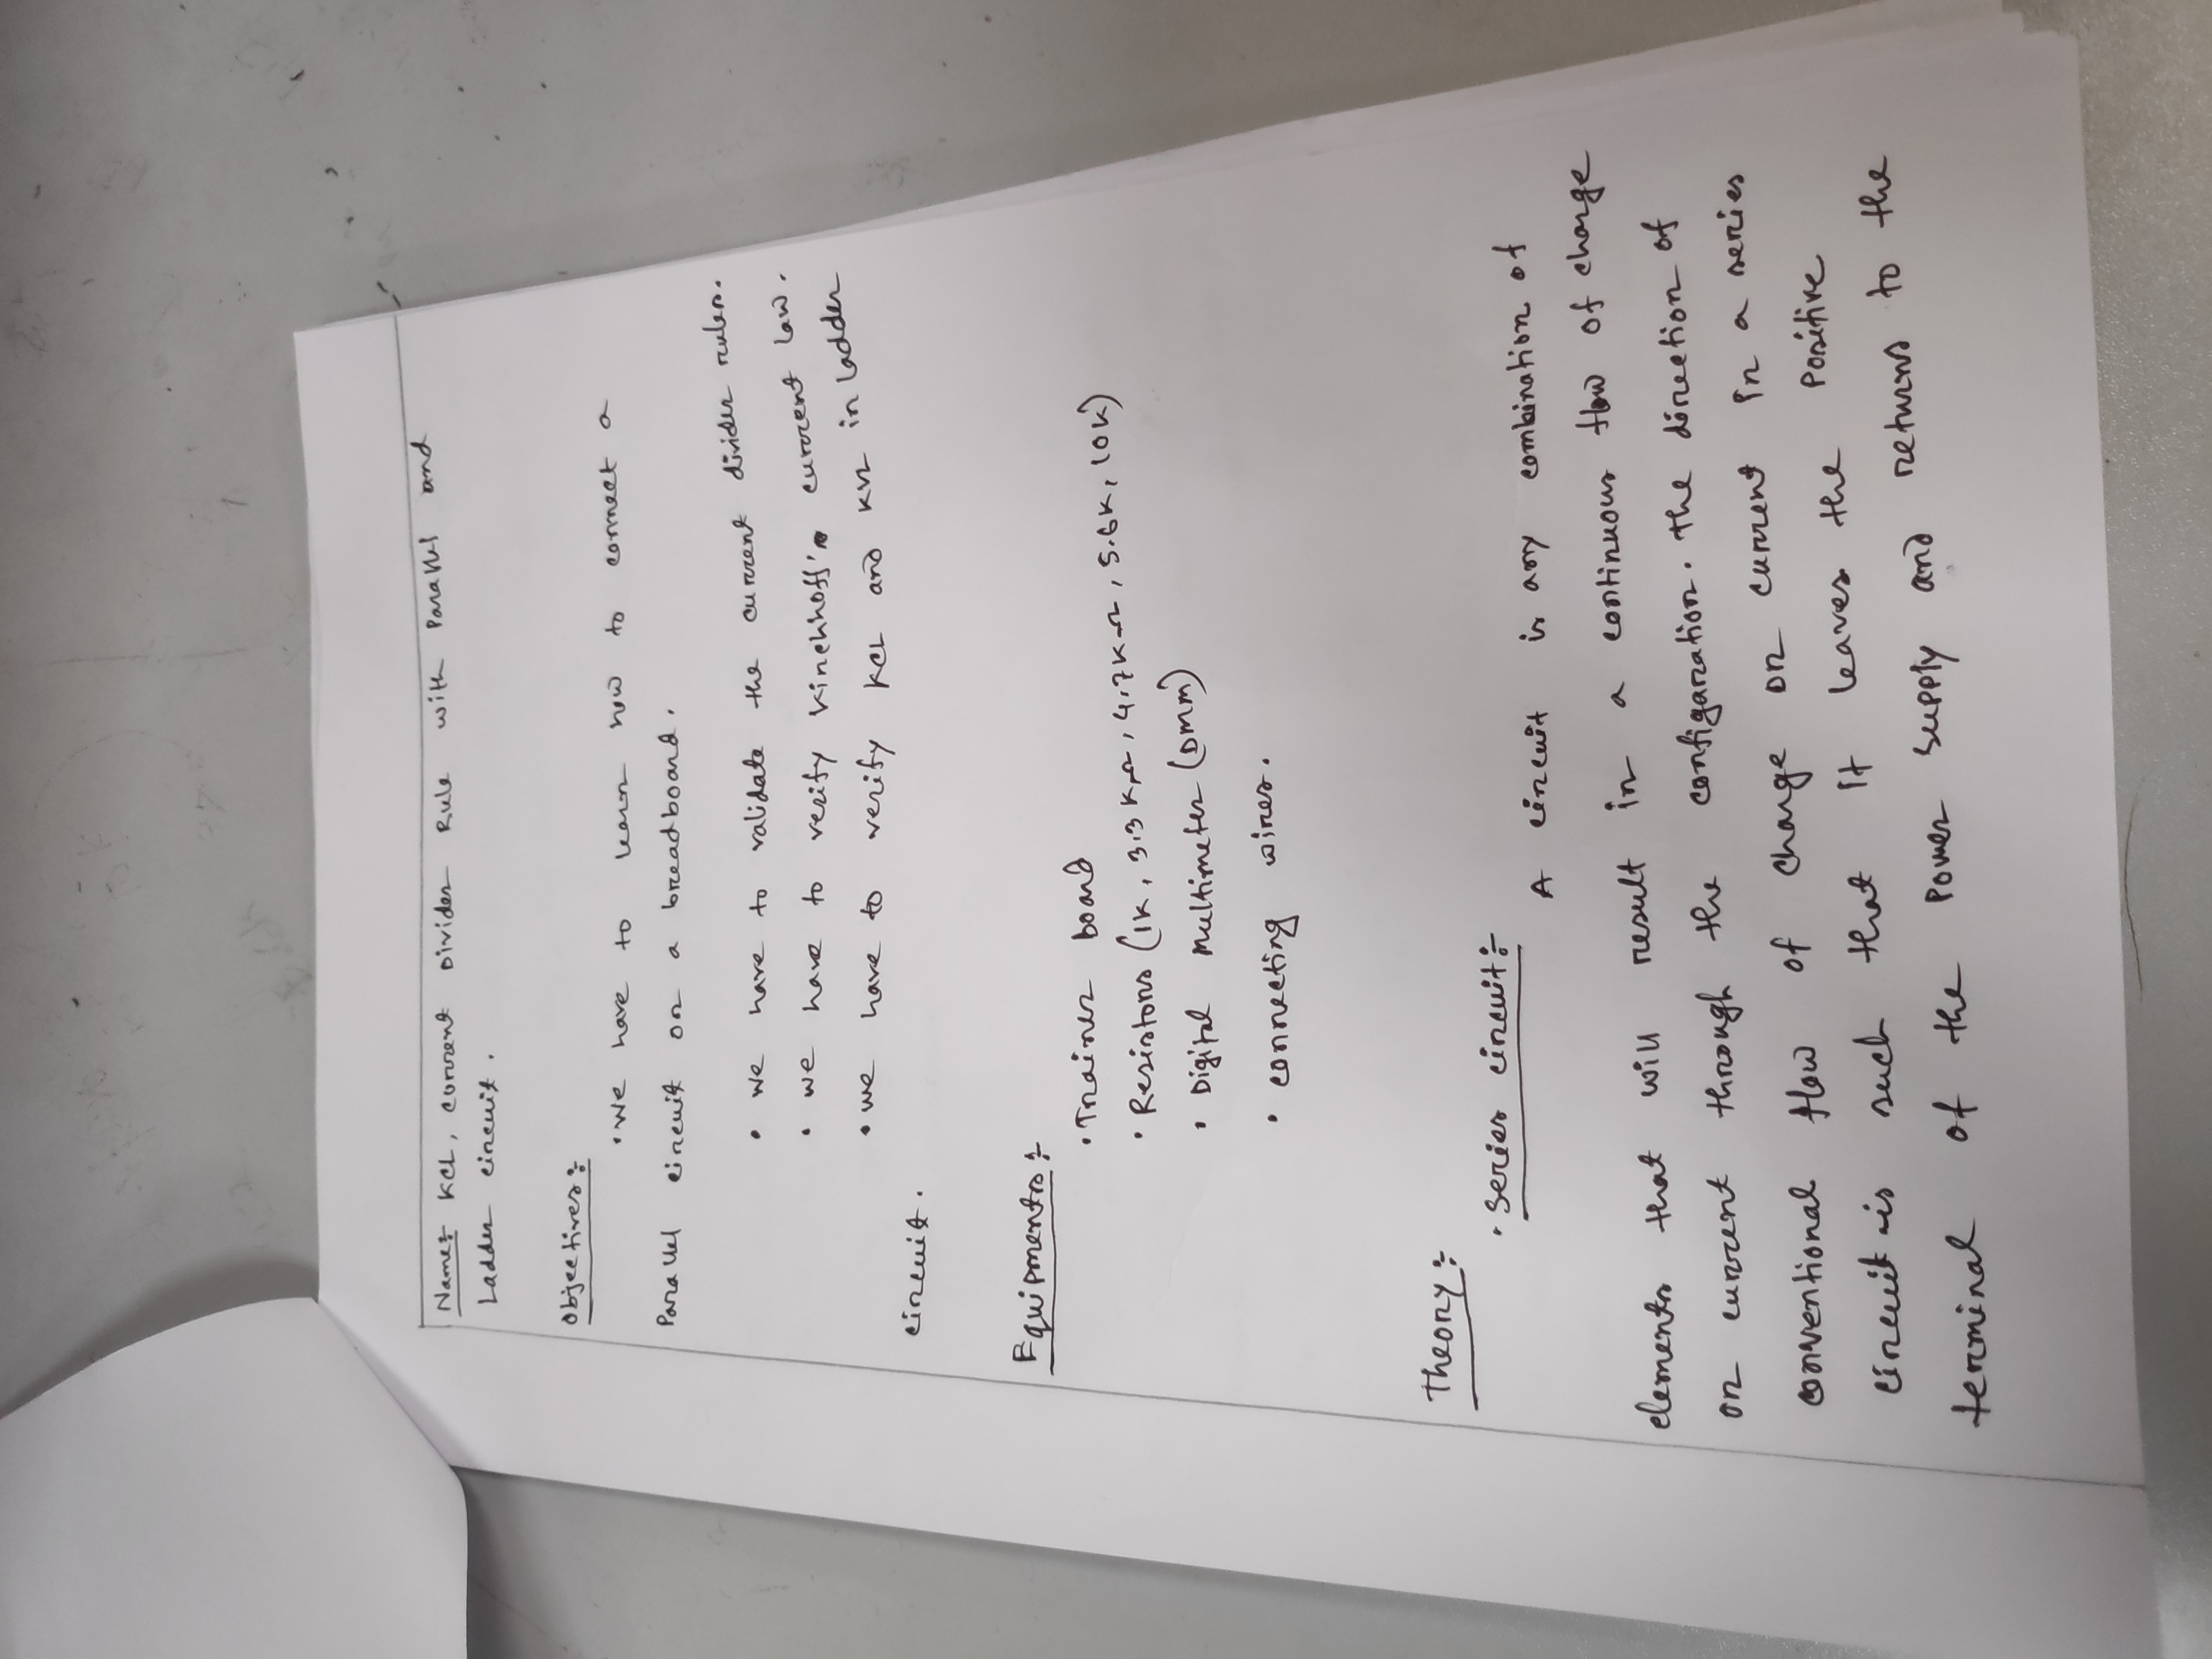 Name:- KCL, current Divider Rule with Parallel and
Ladder circuit.
Objectives:-
• We have to learn how to connect a
Parallel circuit on a breadboard.
• we have to validate the current divider rules.
• we have to verify Kirchhoff's current law.
• we have to verify KCL and KVL in ladder
circuit.
Equipments:-
• Trainer board
• Resistors (1K, 3.3KΩ, 4.7KΩ, 5.6K, 10K)
• Digital Multimeter (DMM)
• connecting wires.
Theory:-
• Series circuit:-
A circuit is any combination of
elements that will result in a continuous flow of charge
or current through the configaration. The direction of
conventional flow of charge or current in a series
circuit is such that it leaves the positive
terminal of the power supply and returns to the